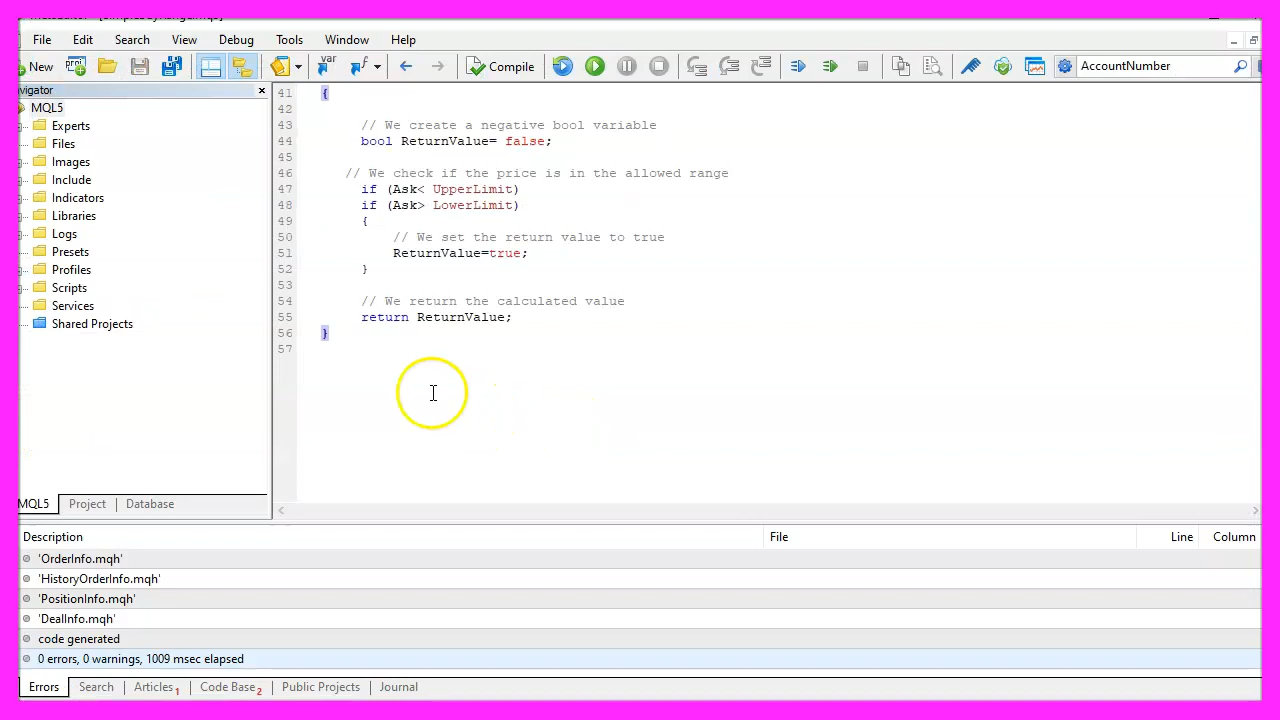 File Edit Search View Debug Tools Window Help
New Compile AccountNumber
MQL5
Experts
Files
Images
Include
Indicators
Libraries
Logs
Presets
Profiles
Scripts
Services
Shared Projects
MQL5 Project Database
41 {
42
43 // We create a negative bool variable
44 bool ReturnValue= false;
45
46 // We check if the price is in the allowed range
47 if (Ask< UpperLimit)
48 if (Ask> LowerLimit)
49 {
50 // We set the return value to true
51 ReturnValue=true;
52 }
53
54 // We return the calculated value
55 return ReturnValue;
56 }
57
Description File Line Column
'OrderInfo.mqh'
'HistoryOrderInfo.mqh'
'PositionInfo.mqh'
'DealInfo.mqh'
code generated
0 errors, 0 warnings, 1009 msec elapsed
Errors Search Articles 1 Code Base 2 Public Projects Journal